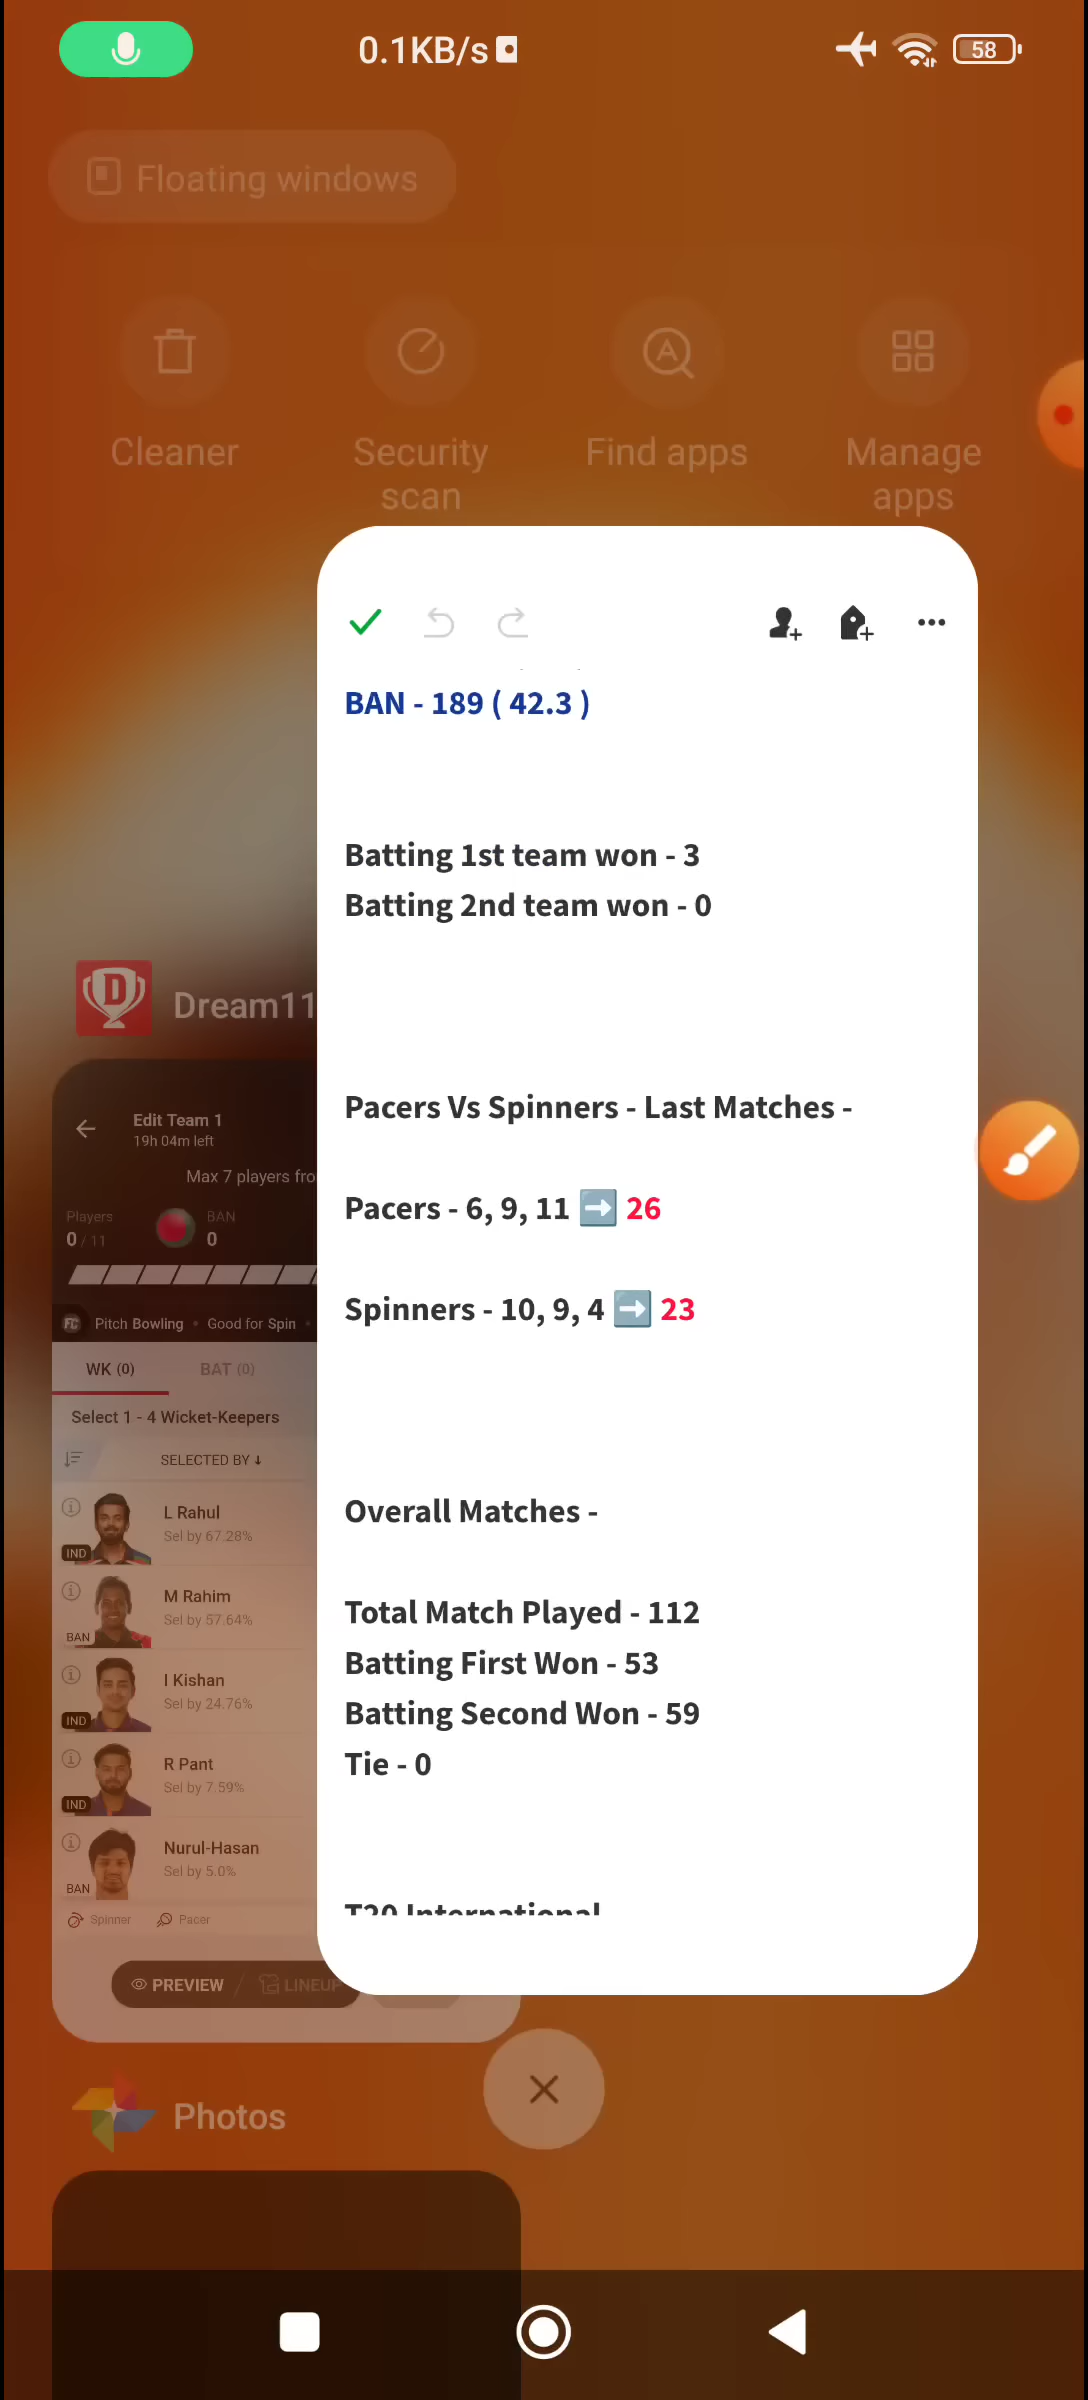 0.1KB/s
58
Floating windows
Cleaner
Security scan
Find apps
Manage apps
BAN - 189 ( 42.3 )
Batting 1st team won - 3
Batting 2nd team won - 0
Pacers Vs Spinners - Last Matches -
Pacers - 6, 9, 11 ➡️ 26
Spinners - 10, 9, 4 ➡️ 23
Overall Matches -
Total Match Played - 112
Batting First Won - 53
Batting Second Won - 59
Tie - 0
T20 International
Dream11
Edit Team 1
19h 04m left
Max 7 players fro
Players
0 / 11
BAN
0
FC Pitch Bowling • Good for Spin •
WK (0)
BAT (0)
Select 1 - 4 Wicket-Keepers
SELECTED BY ↓
L Rahul
Sel by 67.28%
IND
M Rahim
Sel by 57.64%
BAN
I Kishan
Sel by 24.76%
IND
R Pant
Sel by 7.59%
IND
Nurul-Hasan
Sel by 5.0%
BAN
Spinner
Pacer
PREVIEW / LINEUP
Photos